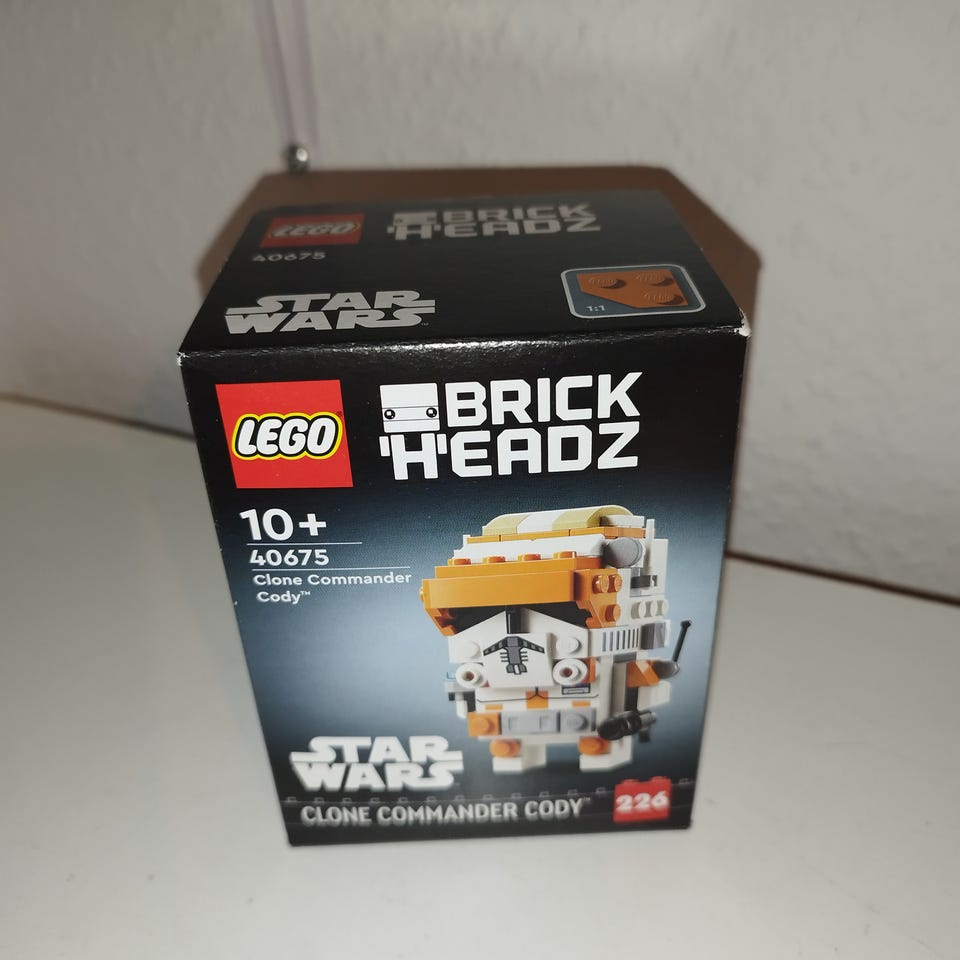 LEGO
BRICK
HEADZ
40675
STAR
WARS™
1:1
LEGO®
BRICK
HEADZ
10+
40675
Clone Commander
Cody™
STAR
WARS
CLONE COMMANDER CODY™
226